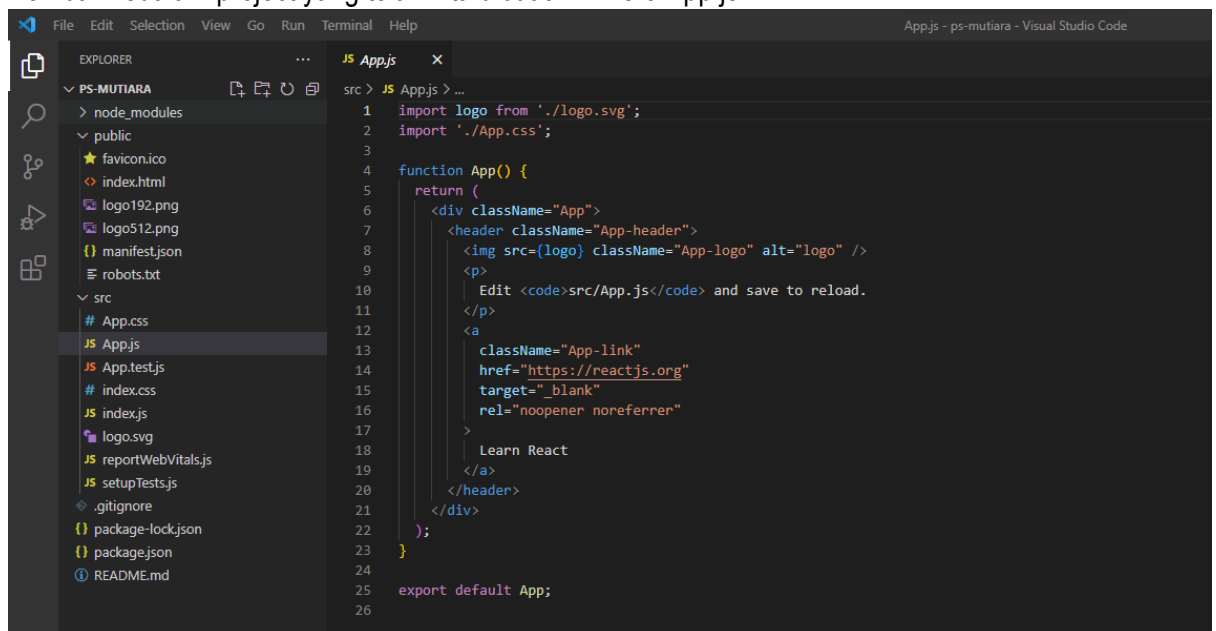 File Edit Selection View Go Run Terminal Help
App.js - ps-mutiara - Visual Studio Code
EXPLORER
PS-MUTIARA
node_modules
public
favicon.ico
index.html
logo192.png
logo512.png
manifest.json
robots.txt
src
App.css
App.js
App.test.js
index.css
index.js
logo.svg
reportWebVitals.js
setupTests.js
.gitignore
package-lock.json
package.json
README.md
JS App.js
src > JS App.js > ...
1 import logo from './logo.svg';
2 import './App.css';
3
4 function App() {
5 return (
6 <div className="App">
7 <header className="App-header">
8 <img src={logo} className="App-logo" alt="logo" />
9 <p>
10 Edit <code>src/App.js</code> and save to reload.
11 </p>
12 <a
13 className="App-link"
14 href="https://reactjs.org"
15 target="_blank"
16 rel="noopener noreferrer"
17 >
18 Learn React
19 </a>
20 </header>
21 </div>
22 );
23 }
24
25 export default App;
26